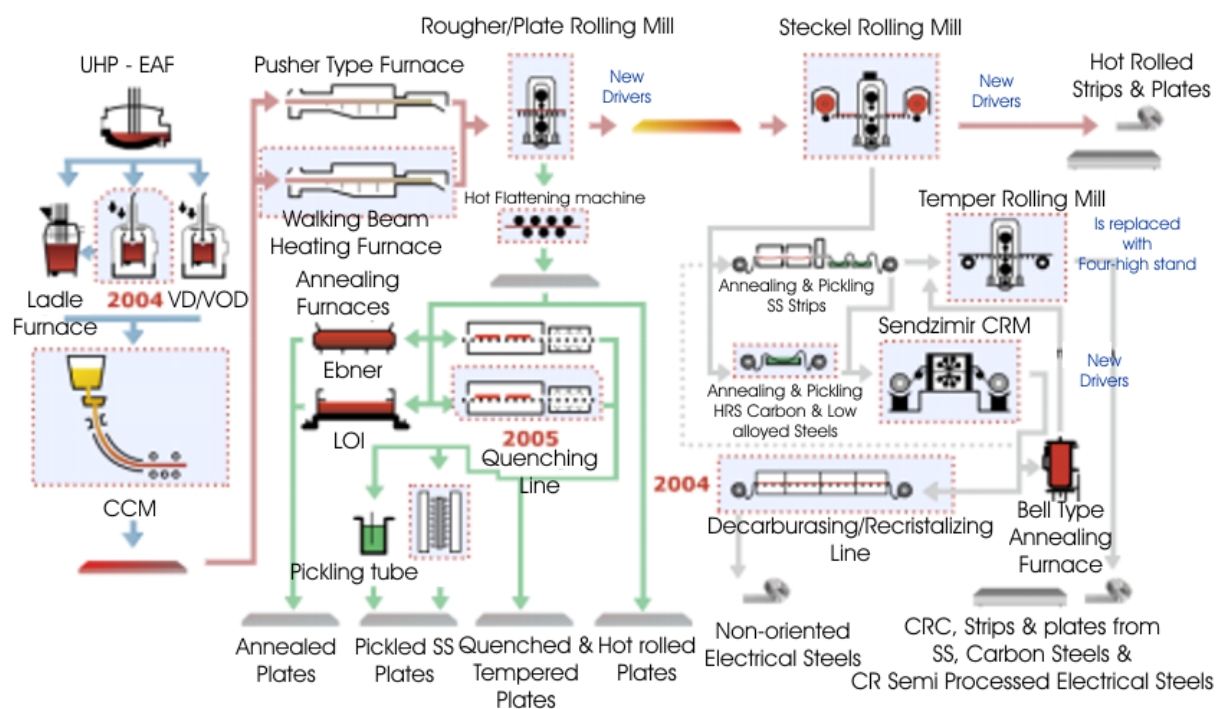 Rougher/Plate Rolling Mill
Steckel Rolling Mill
UHP - EAF
Pusher Type Furnace
New
Drivers
New
Drivers
Hot Rolled
Strips & Plates
Walking Beam
Heating Furnace
Hot Flattening machine
Temper Rolling Mill
Is replaced
with
Four-high stand
Ladle
Furnace
2004
VD/VOD
Annealing
Furnaces
Annealing & Pickling
SS Strips
Sendzimir CRM
Ebner
Annealing & Pickling
HRS Carbon & Low
alloyed Steels
New
Drivers
LOI
2005
Quenching
Line
CCM
2004
Decarburasing/Recristalizing
Line
Bell Type
Annealing
Furnace
Pickling tube
Annealed
Plates
Pickled SS
Plates
Quenched &
Tempered
Plates
Hot rolled
Plates
Non-oriented
Electrical Steels
CRC, Strips & plates from
SS, Carbon Steels &
CR Semi Processed Electrical Steels